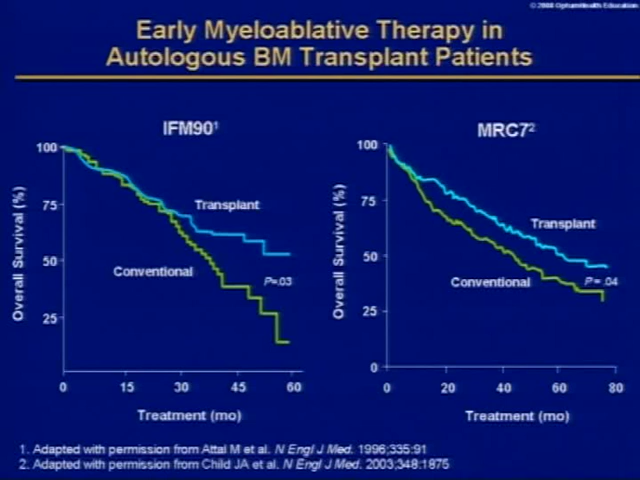 © 2008 OptumHealth Education
Early Myeloablative Therapy in
Autologous BM Transplant Patients
IFM90¹
100
75
50
25
0 15 30 45 60
Overall Survival (%)
Treatment (mo)
Transplant
Conventional
P=.03
MRC7²
100
75
50
25
0
0 20 40 60 80
Overall Survival (%)
Treatment (mo)
Transplant
Conventional
P=.04
1. Adapted with permission from Attal M et al. N Engl J Med. 1996;335:91
2. Adapted with permission from Child JA et al. N Engl J Med. 2003;348:1875